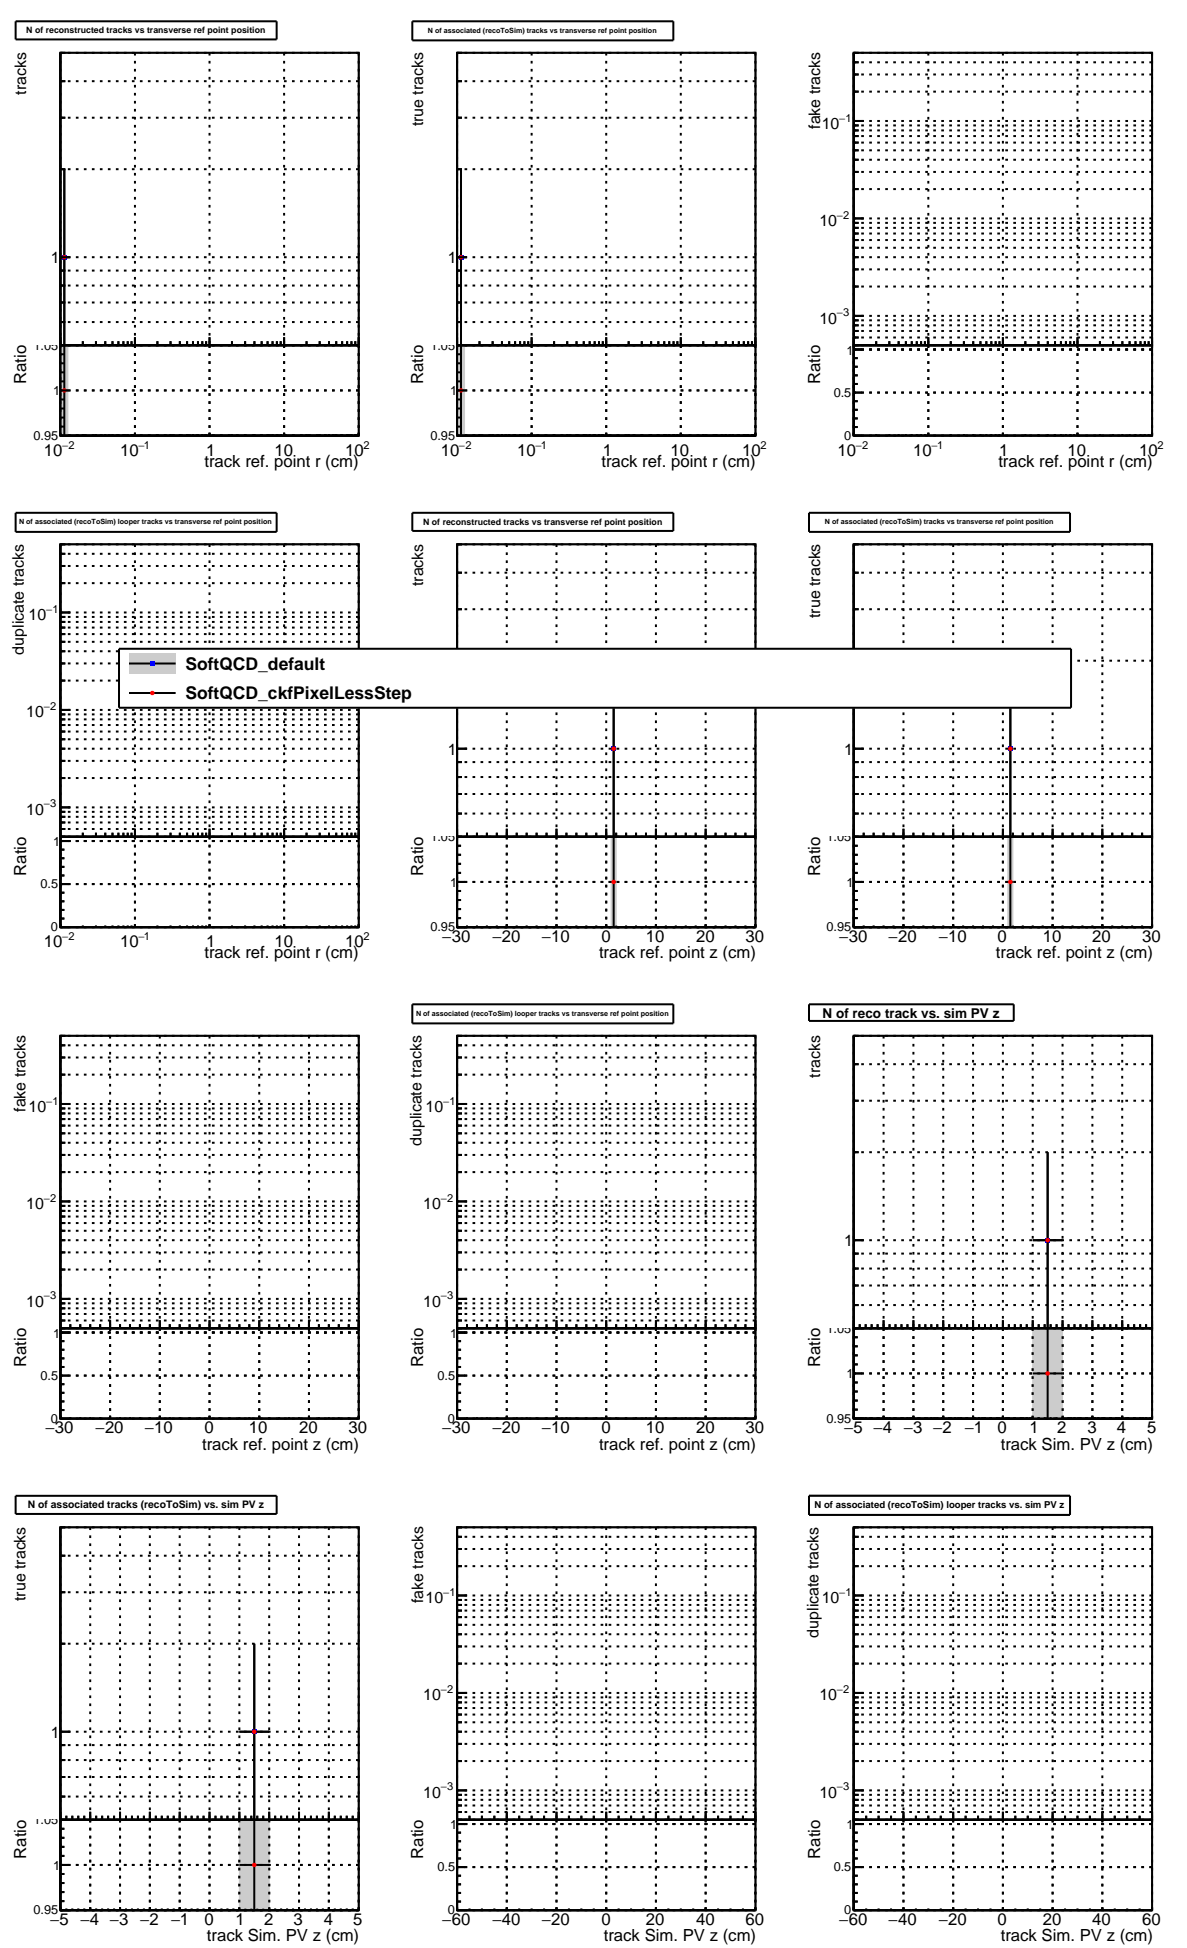 N of reconstructed tracks vs transverse ref point position
tracks
1
1.05
Ratio
1
0.95
10−2 10−1 1 10 102
track ref. point r (cm)
N of associated (recoToSim) tracks vs transverse ref point position
true tracks
1
1.05
Ratio
1
0.95
10−2 10−1 1 10 102
track ref. point r (cm)
fake tracks
10−1
10−2
10−3
Ratio
1
0.5
0
10−2 10−1 1 10 102
track ref. point r (cm)
N of associated (recoToSim) looper tracks vs transverse ref point position
duplicate tracks
10−1
10−2
10−3
Ratio
1
0.5
0
10−2 10−1 1 10 102
track ref. point r (cm)
N of reconstructed tracks vs transverse ref point position
tracks
1
1.05
Ratio
1
0.95
−30 −20 −10 0 10 20 30
track ref. point z (cm)
N of associated (recoToSim) tracks vs transverse ref point position
true tracks
1
1.05
Ratio
1
0.95
−30 −20 −10 0 10 20 30
track ref. point z (cm)
SoftQCD_default
SoftQCD_ckfPixelLessStep
fake tracks
10−1
10−2
10−3
Ratio
1
0.5
0
−30 −20 −10 0 10 20 30
track ref. point z (cm)
N of associated (recoToSim) looper tracks vs transverse ref point position
duplicate tracks
10−1
10−2
10−3
Ratio
1
0.5
0
−30 −20 −10 0 10 20 30
track ref. point z (cm)
N of reco track vs. sim PV z
tracks
1
1.05
Ratio
1
0.95
−5 −4 −3 −2 −1 0 1 2 3 4 5
track Sim. PV z (cm)
N of associated tracks (recoToSim) vs. sim PV z
true tracks
1
1.05
Ratio
1
0.95
−5 −4 −3 −2 −1 0 1 2 3 4 5
track Sim. PV z (cm)
fake tracks
10−1
10−2
10−3
Ratio
1
0.5
0
−60 −40 −20 0 20 40 60
track Sim. PV z (cm)
N of associated (recoToSim) looper tracks vs. sim PV z
duplicate tracks
10−1
10−2
10−3
Ratio
1
0.5
0
−60 −40 −20 0 20 40 60
track Sim. PV z (cm)